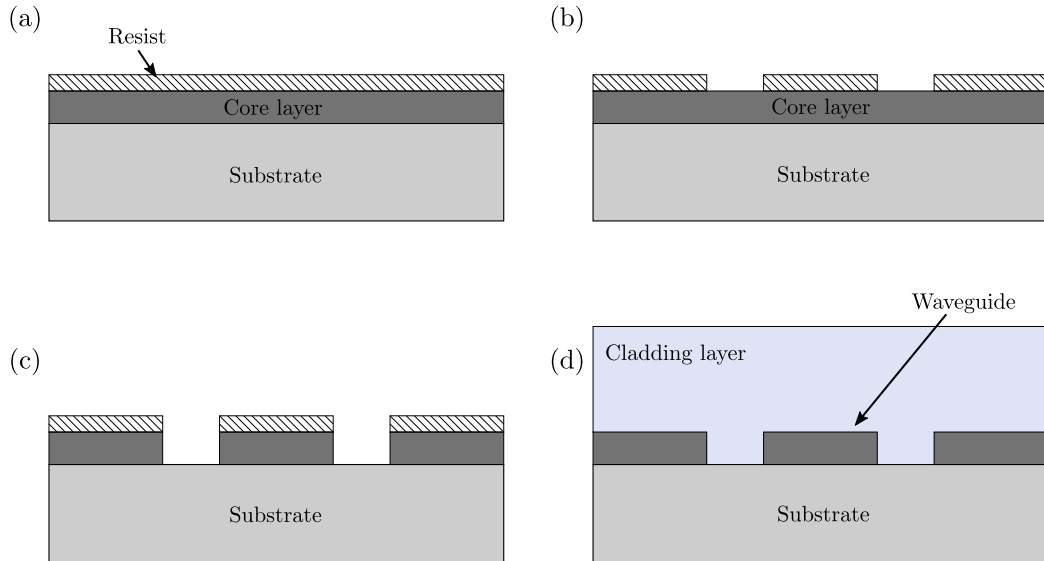 (a)
Resist
Core layer
Substrate
(b)
Core layer
Substrate
(c)
Substrate
(d)
Waveguide
Cladding layer
Substrate